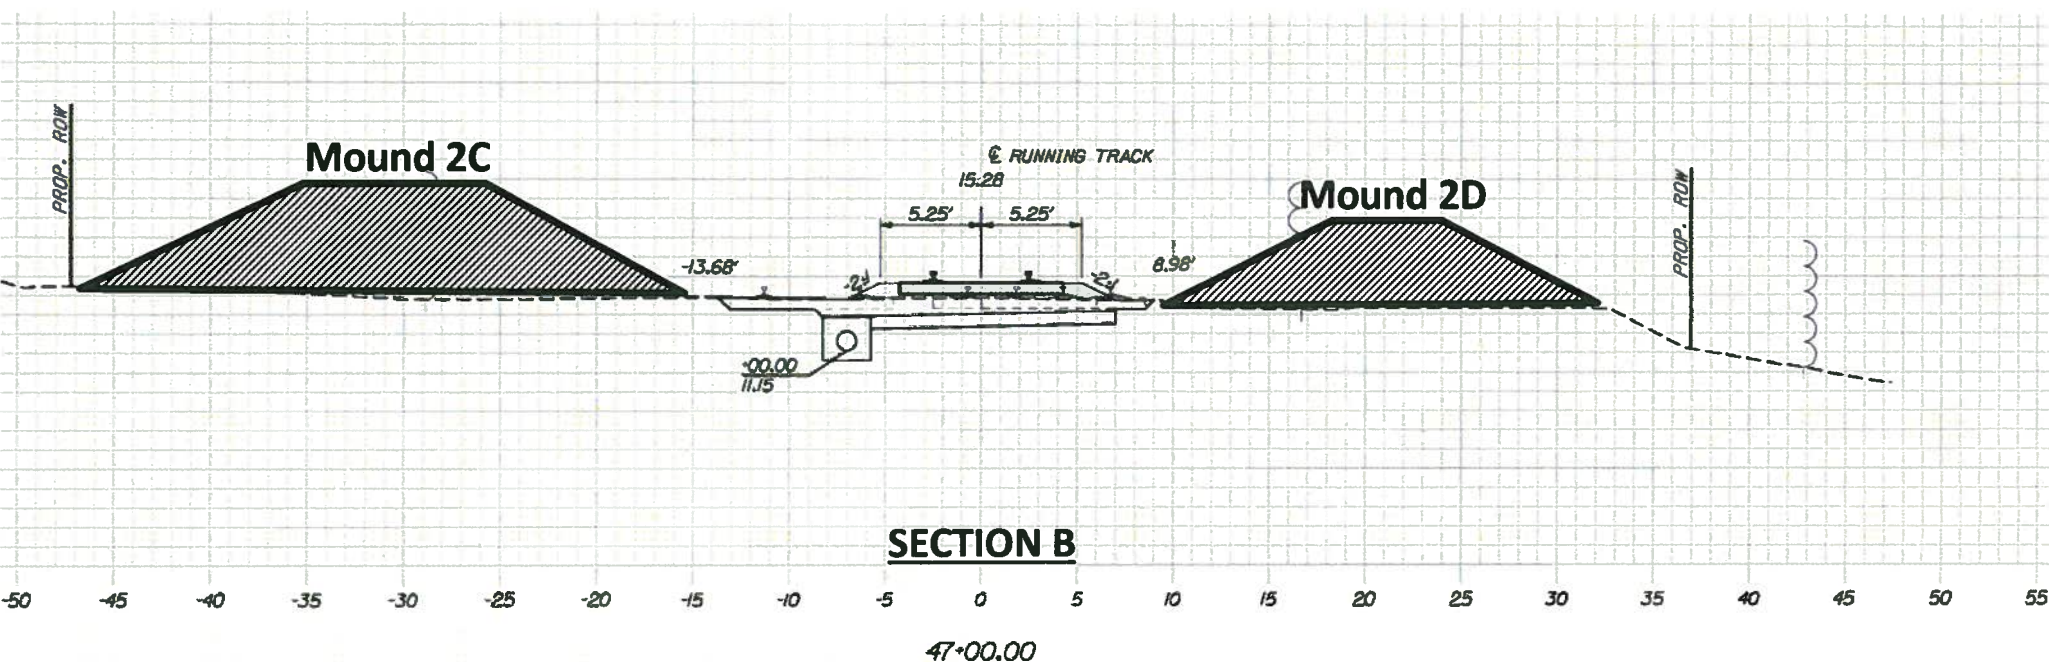 PROP. ROW
Mound 2C
℄ RUNNING TRACK
15.28
5.25' 5.25'
Mound 2D
PROP. ROW
-13.68'
8.98'
+00.00
11.15
SECTION B
-50 -45 -40 -35 -30 -25 -20 -15 -10 -5 0 5 10 15 20 25 30 35 40 45 50 55
47+00.00